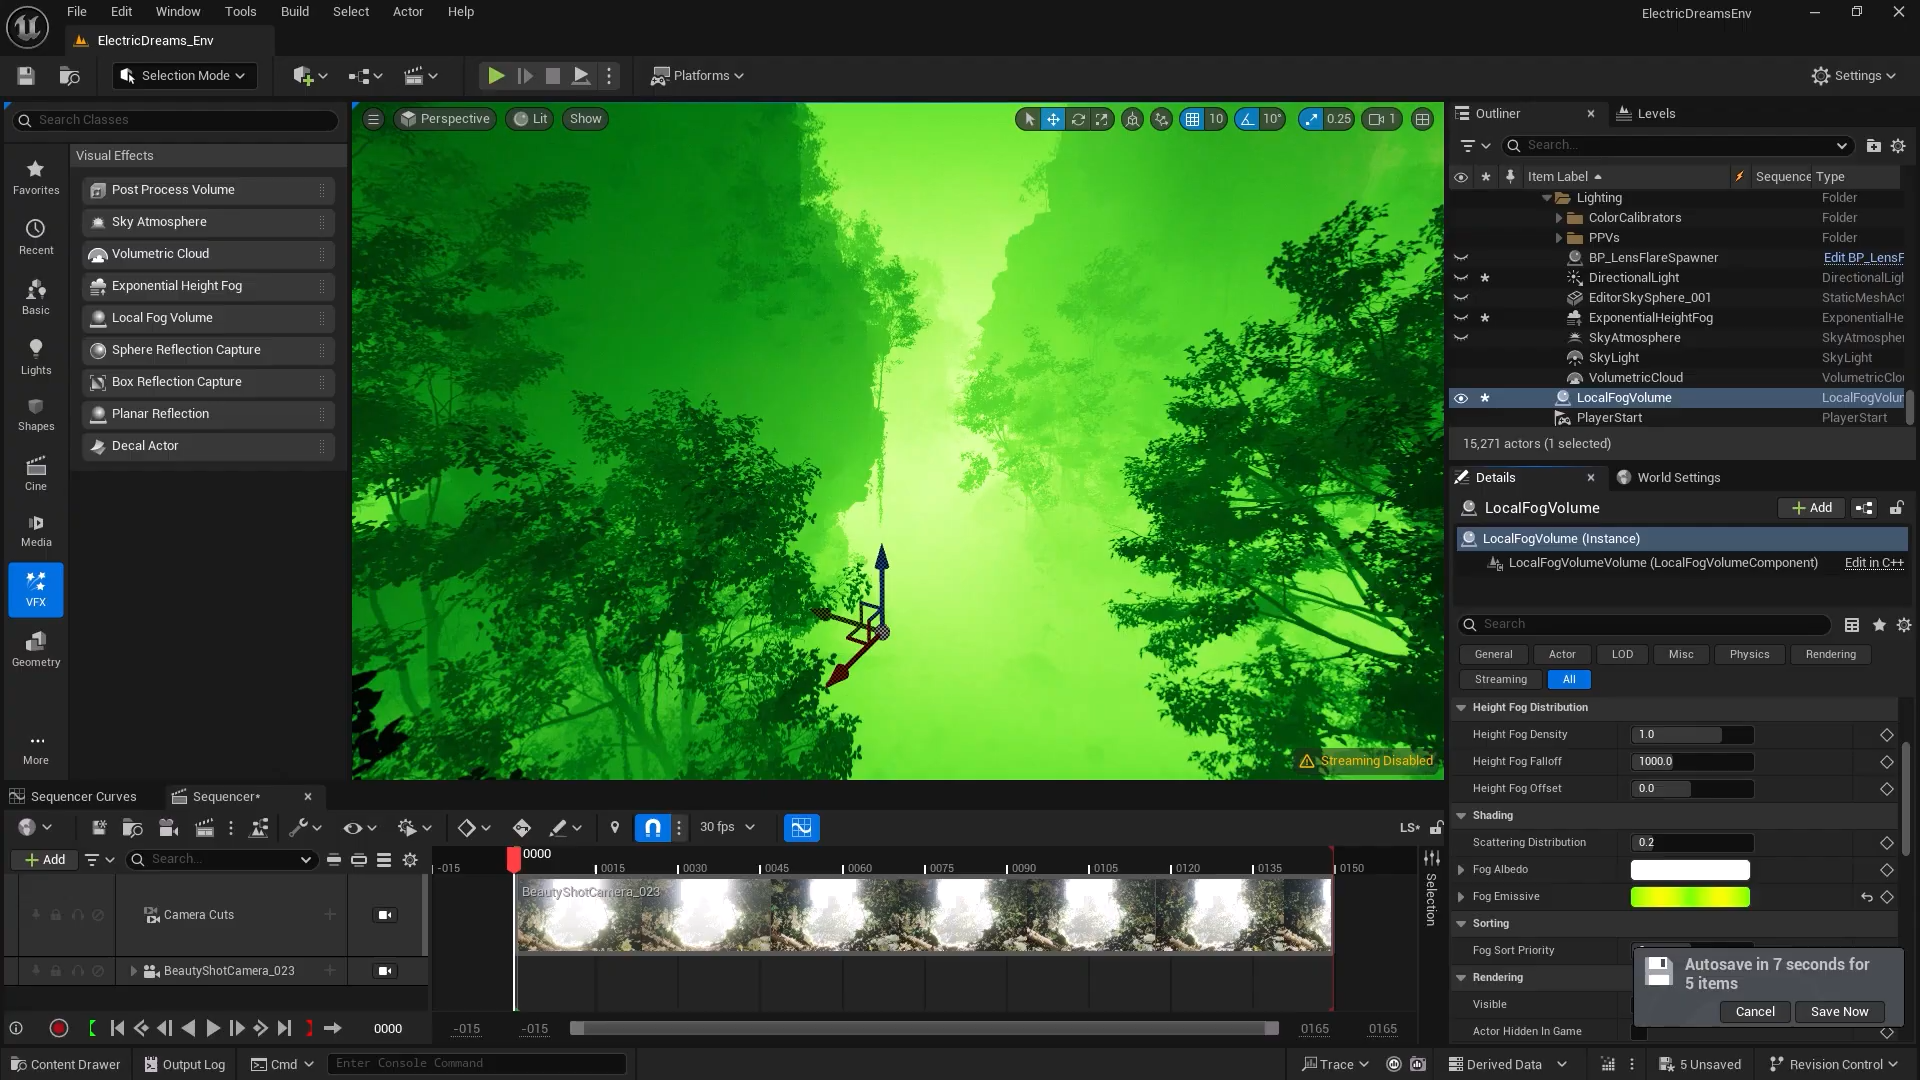 File Edit Window Tools Build Select Actor Help
ElectricDreamsEnv
ElectricDreams_Env
Selection Mode
Platforms
Settings
Search Classes
Visual Effects
Favorites
Recent
Basic
Lights
Shapes
Cine
Media
VFX
Geometry
More
Post Process Volume
Sky Atmosphere
Volumetric Cloud
Exponential Height Fog
Local Fog Volume
Sphere Reflection Capture
Box Reflection Capture
Planar Reflection
Decal Actor
Perspective Lit Show
10 10° 0.25 1
Streaming Disabled
Outliner Levels
Search...
Item Label Sequence Type
Lighting Folder
ColorCalibrators Folder
PPVs Folder
BP_LensFlareSpawner Edit BP_LensF
DirectionalLight DirectionalLigh
EditorSkySphere_001 StaticMeshAct
ExponentialHeightFog ExponentialHe
SkyAtmosphere SkyAtmospher
SkyLight SkyLight
VolumetricCloud VolumetricClou
LocalFogVolume LocalFogVolun
PlayerStart PlayerStart
15,271 actors (1 selected)
Details World Settings
LocalFogVolume
Add
LocalFogVolume (Instance)
LocalFogVolumeVolume (LocalFogVolumeComponent) Edit in C++
Search
General Actor LOD Misc Physics Rendering
Streaming All
Height Fog Distribution
Height Fog Density 1.0
Height Fog Falloff 1000.0
Height Fog Offset 0.0
Shading
Scattering Distribution 0.2
Fog Albedo
Fog Emissive
Sorting
Fog Sort Priority
Rendering
Visible
Actor Hidden In Game
Autosave in 7 seconds for
5 items
Cancel Save Now
Sequencer Curves Sequencer*
30 fps
LS*
Add Search...
0000
-015 0015 0030 0045 0060 0075 0090 0105 0120 0135 0150
BeautyShotCamera_023
Selection
Camera Cuts
BeautyShotCamera_023
0000
-015 -015 0165 0165
Content Drawer Output Log Cmd Enter Console Command
Trace Derived Data 5 Unsaved Revision Control